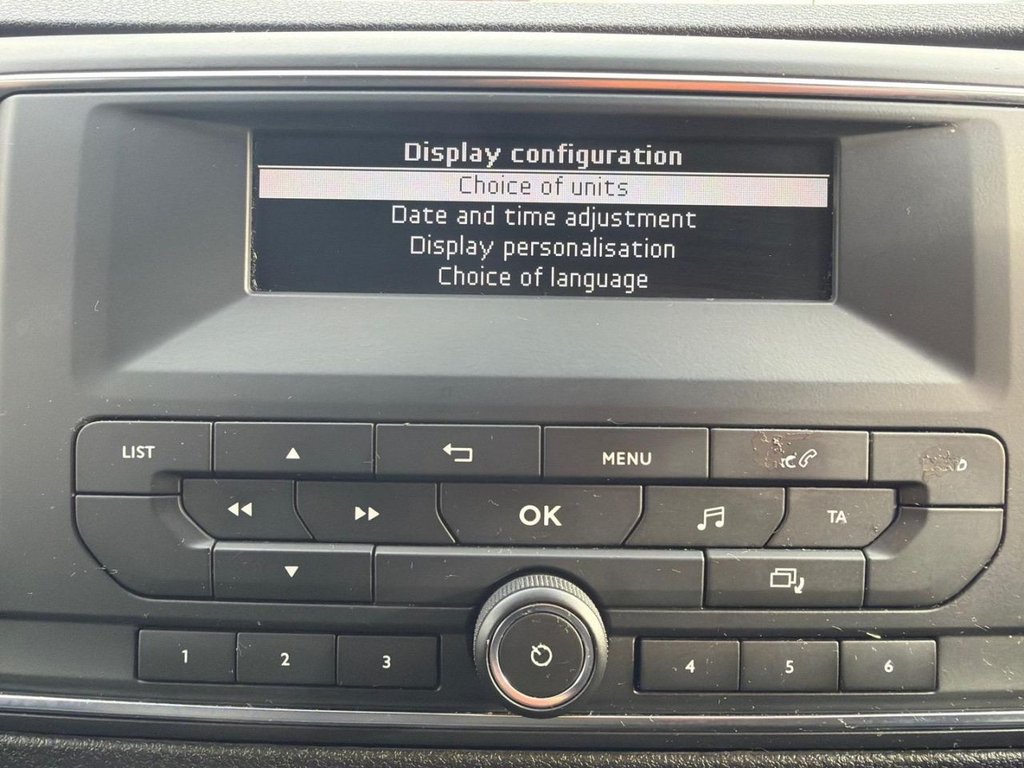 Display configuration
Choice of units
Date and time adjustment
Display personalisation
Choice of language
LIST
MENU
OK
TA
1
2
3
4
5
6